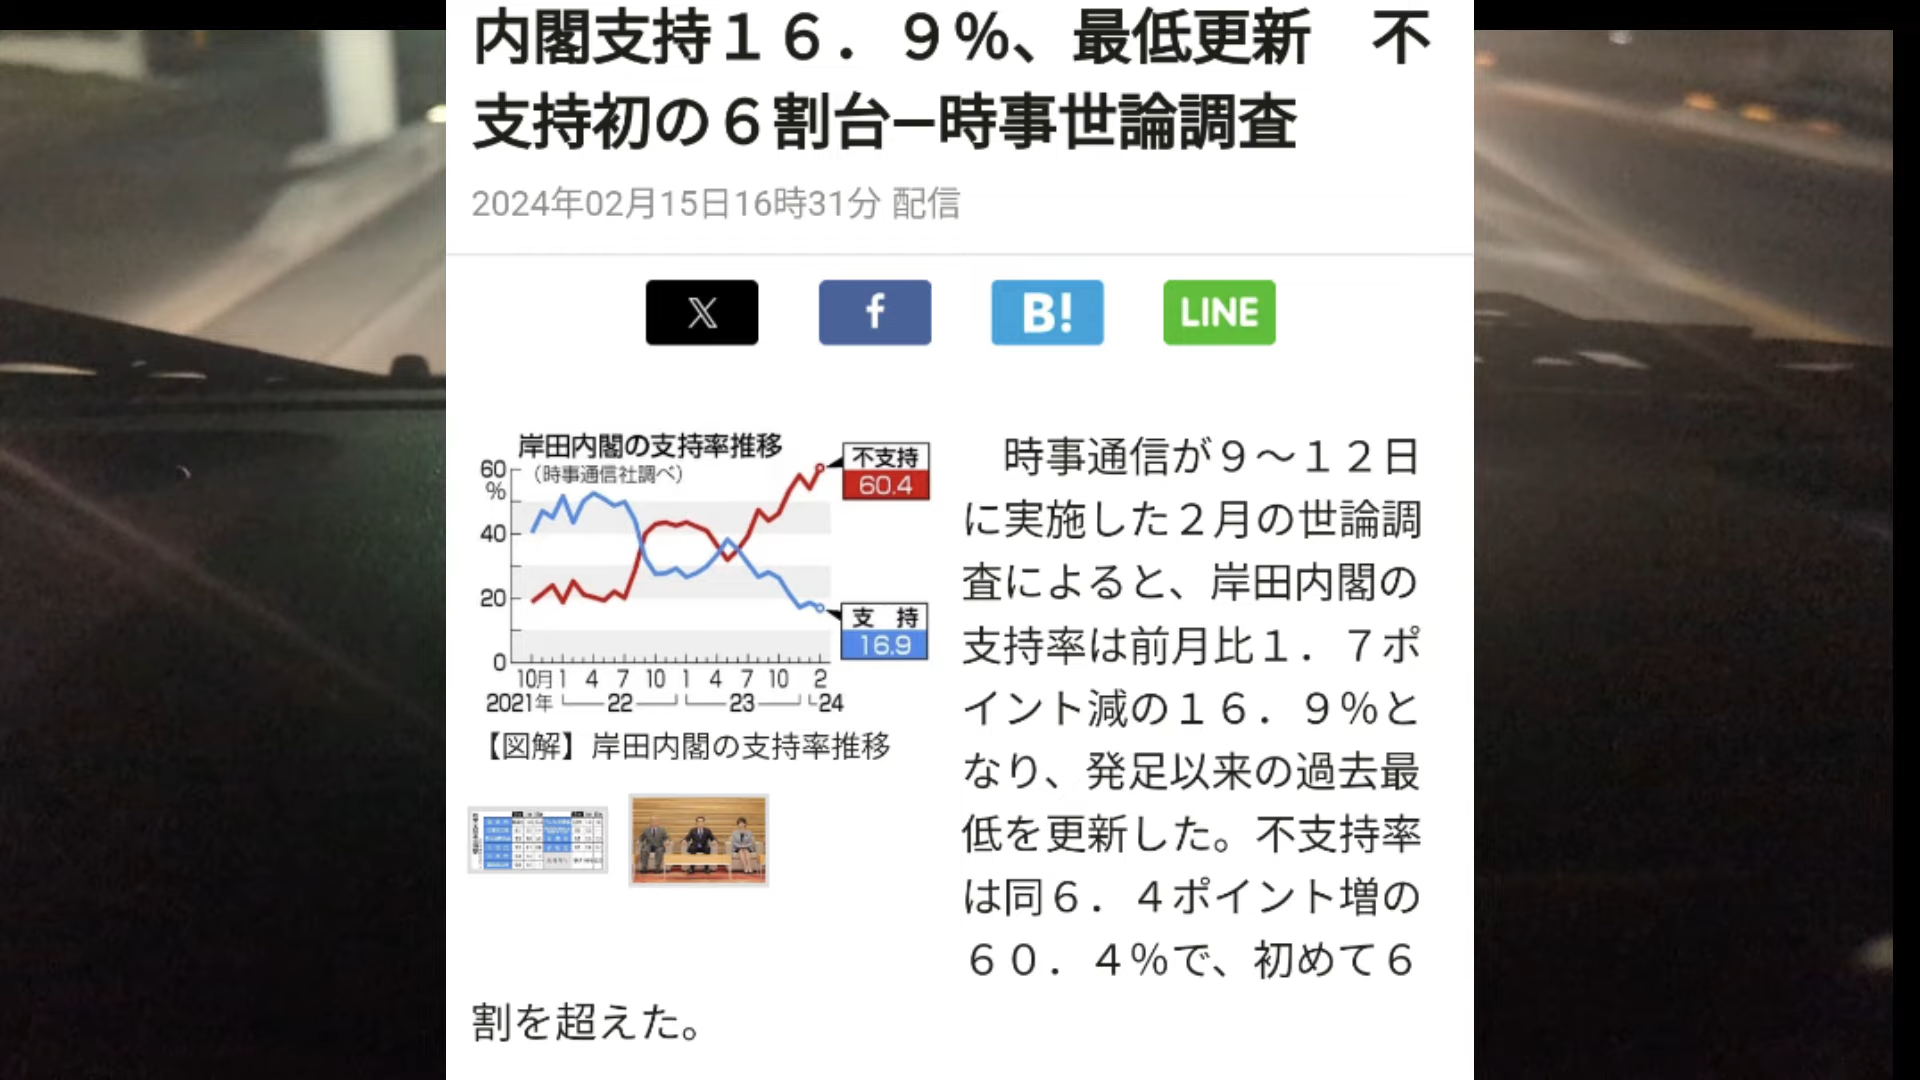 内閣支持１６．９％、最低更新　不
支持初の６割台―時事世論調査
2024年02月15日16時31分 配信
X
f
B!
LINE
岸田内閣の支持率推移
（時事通信社調べ）
60
%
40
20
0
不支持
60.4
支　持
16.9
10月 1 4 7 10 1 4 7 10 2
2021年 22 23 24
【図解】岸田内閣の支持率推移
　時事通信が９～１２日
に実施した２月の世論調
査によると、岸田内閣の
支持率は前月比１．７ポ
イント減の１６．９％と
なり、発足以来の過去最
低を更新した。不支持率
は同６．４ポイント増の
６０．４％で、初めて６
割を超えた。